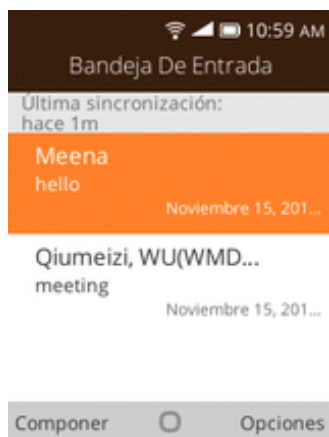 10:59 AM
Bandeja De Entrada
Última sincronización:
hace 1m
Meena
hello
Noviembre 15, 201...
Qiumeizi, WU(WMD...
meeting
Noviembre 15, 201...
Componer
Opciones